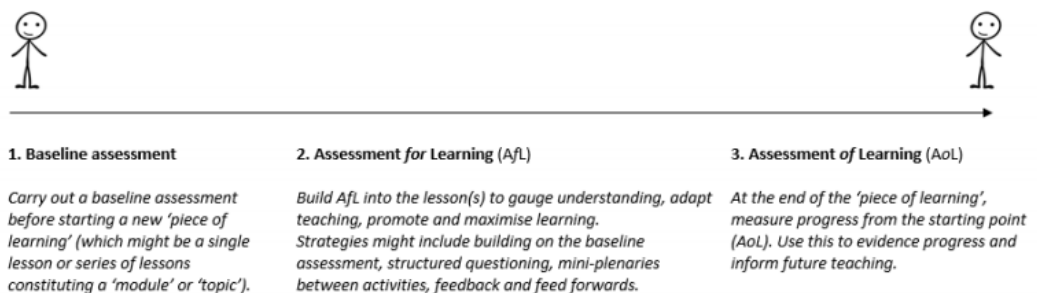 1. Baseline assessment
Carry out a baseline assessment
before starting a new ‘piece of
learning’ (which might be a single
lesson or series of lessons
constituting a ‘module’ or ‘topic’).
2. Assessment for Learning (AfL)
Build AfL into the lesson(s) to gauge understanding, adapt
teaching, promote and maximise learning.
Strategies might include building on the baseline
assessment, structured questioning, mini-plenaries
between activities, feedback and feed forwards.
3. Assessment of Learning (AoL)
At the end of the ‘piece of learning’,
measure progress from the starting point
(AoL). Use this to evidence progress and
inform future teaching.